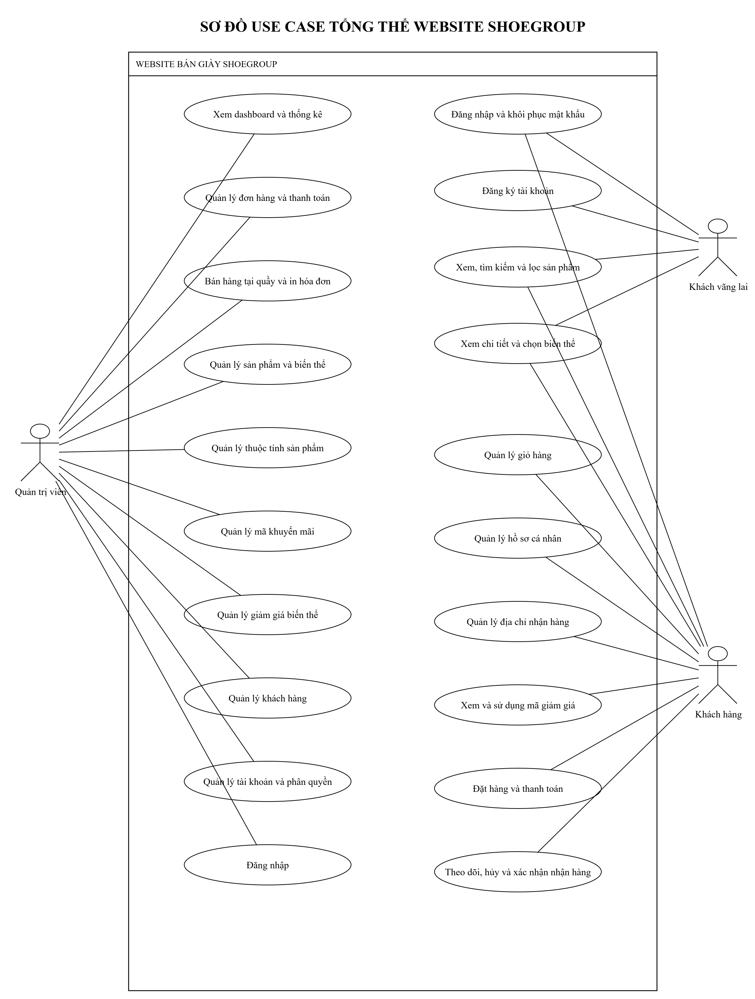 SƠ ĐỒ USE CASE TỔNG THỂ WEBSITE SHOEGROUP
WEBSITE BÁN GIÀY SHOEGROUP
Xem dashboard và thống kê
Đăng nhập và khôi phục mật khẩu
Quản lý đơn hàng và thanh toán
Đăng ký tài khoản
Bán hàng tại quầy và in hóa đơn
Xem, tìm kiếm và lọc sản phẩm
Khách vãng lai
Quản lý sản phẩm và biến thể
Xem chi tiết và chọn biến thể
Quản lý thuộc tính sản phẩm
Quản lý giỏ hàng
Quản trị viên
Quản lý mã khuyến mãi
Quản lý hồ sơ cá nhân
Quản lý giảm giá biến thể
Quản lý địa chỉ nhận hàng
Quản lý khách hàng
Xem và sử dụng mã giảm giá
Khách hàng
Quản lý tài khoản và phân quyền
Đặt hàng và thanh toán
Đăng nhập
Theo dõi, hủy và xác nhận nhận hàng